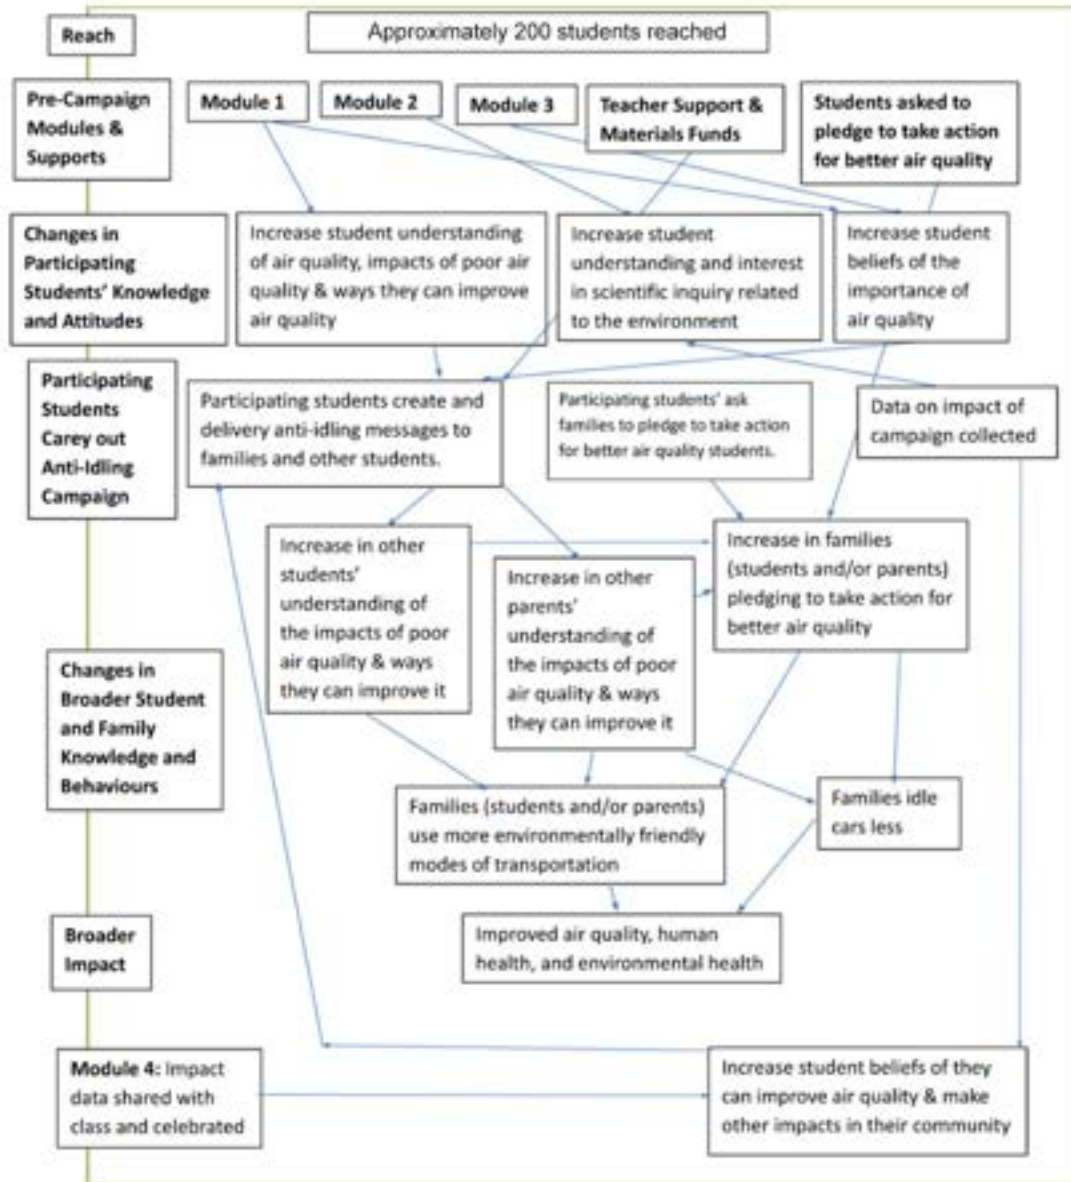 Reach
Approximately 200 students reached
Pre-Campaign
Modules &
Supports
Module 1
Module 2
Module 3
Teacher Support &
Materials Funds
Students asked to
pledge to take action
for better air quality
Changes in
Participating
Students' Knowledge
and Attitudes
Increase student understanding
of air quality, impacts of poor air
quality & ways they can improve
air quality
Increase student
understanding and interest
in scientific inquiry related
to the environment
Increase student
beliefs of the
importance of
air quality
Participating
Students
Carey out
Anti-Idling
Campaign
Participating students create and
delivery anti-idling messages to
families and other students.
Participating students' ask
families to pledge to take action
for better air quality students.
Data on impact of
campaign collected
Increase in other
students'
understanding of
the impacts of poor
air quality & ways
they can improve it
Increase in other
parents'
understanding of
the impacts of poor
air quality & ways
they can improve it
Increase in families
(students and/or parents)
pledging to take action for
better air quality
Changes in
Broader Student
and Family
Knowledge and
Behaviours
Families (students and/or parents)
use more environmentally friendly
modes of transportation
Families idle
cars less
Broader
Impact
Improved air quality, human
health, and environmental health
Module 4: Impact
data shared with
class and celebrated
Increase student beliefs of they
can improve air quality & make
other impacts in their community